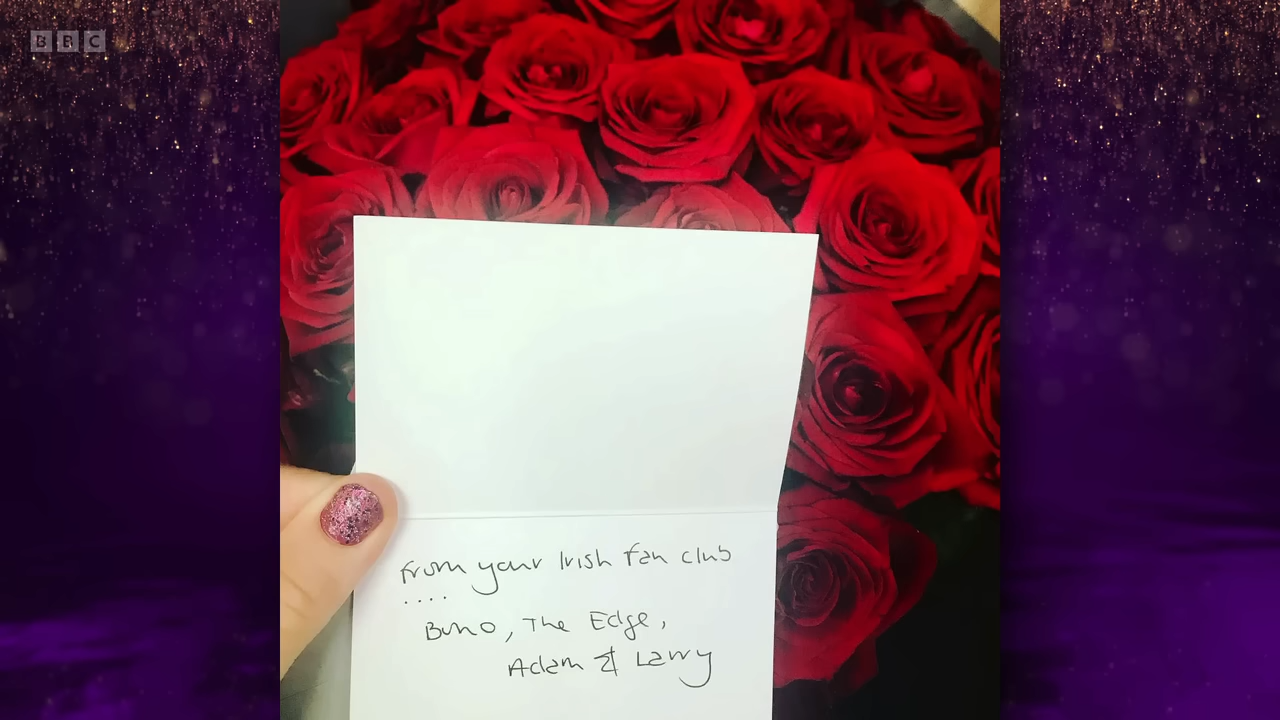 BBC
From your Irish fan club
....
Bono, The Edge,
Adam & Larry